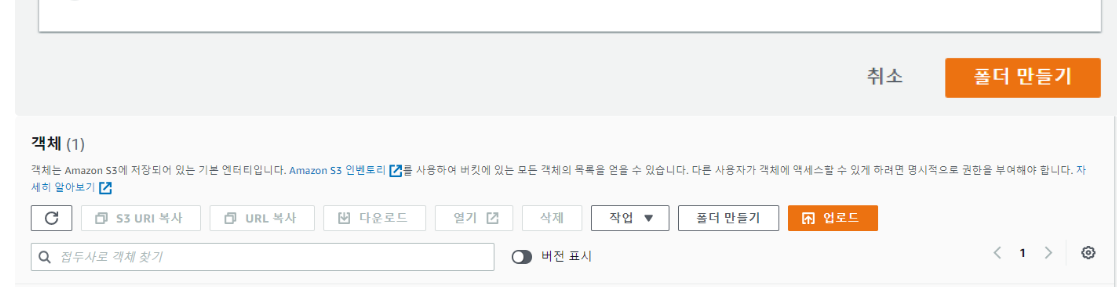 취소 폴더 만들기
객체 (1)
객체는 Amazon S3에 저장되어 있는 기본 엔터티입니다. Amazon S3 인벤토리를 사용하여 버킷에 있는 모든 객체의 목록을 얻을 수 있습니다. 다른 사용자가 객체에 액세스할 수 있게 하려면 명시적으로 권한을 부여해야 합니다. 자
세히 알아보기
S3 URI 복사 URL 복사 다운로드 열기 삭제 작업 폴더 만들기 업로드
접두사로 객체 찾기 버전 표시 1